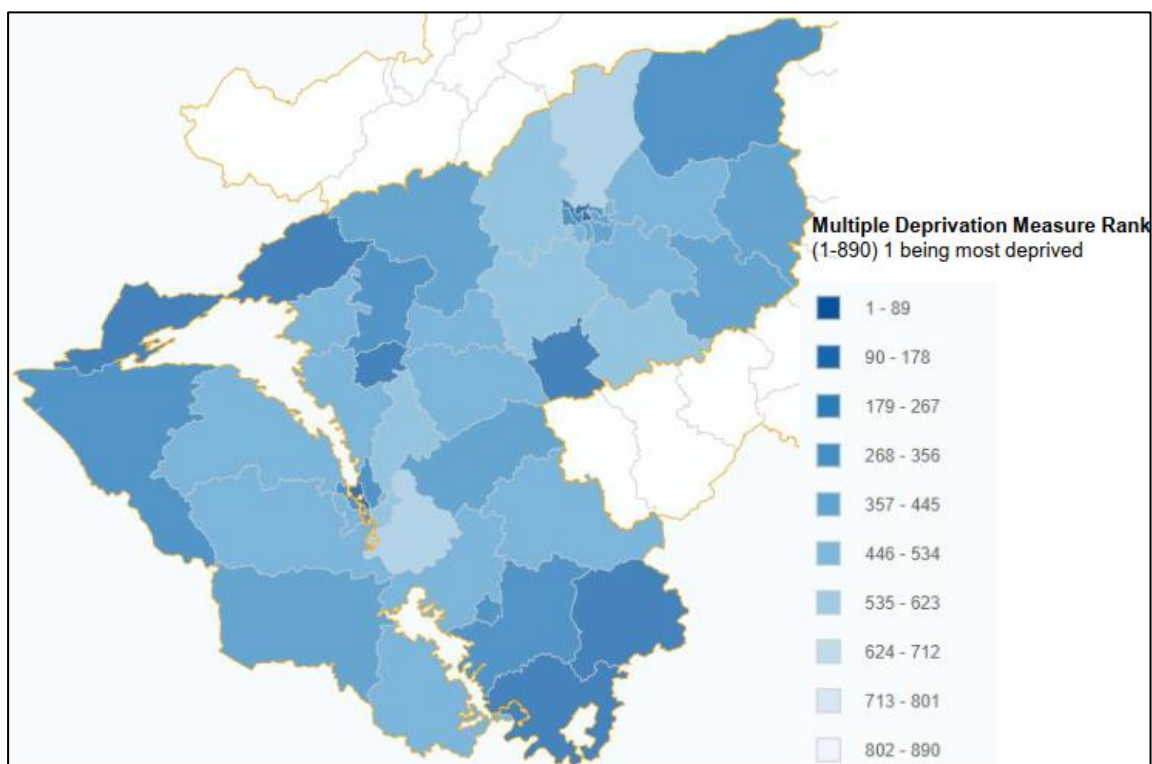 Multiple Deprivation Measure Rank
(1-890) 1 being most deprived
1 - 89
90 - 178
179 - 267
268 - 356
357 - 445
446 - 534
535 - 623
624 - 712
713 - 801
802 - 890